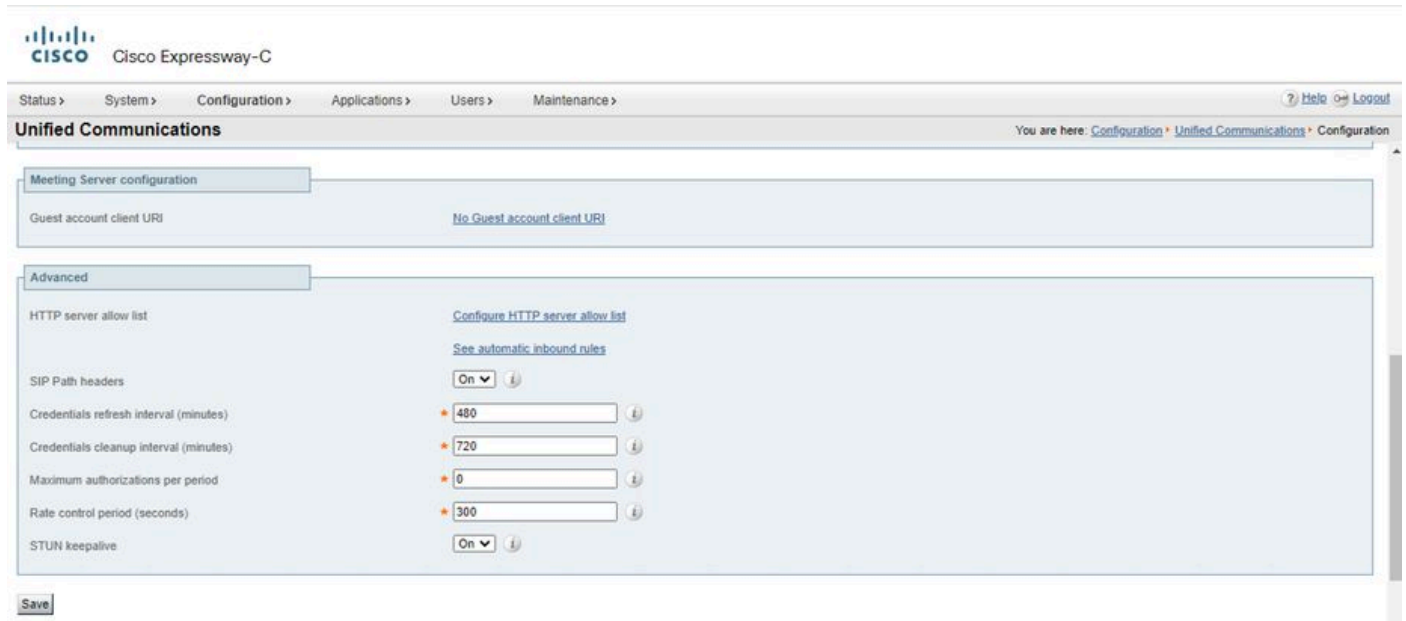 CISCO Cisco Expressway-C
Status > System > Configuration > Applications > Users > Maintenance > ? Help Logout
Unified Communications You are here: Configuration Unified Communications Configuration
Meeting Server configuration
Guest account client URI No Guest account client URI
Advanced
HTTP server allow list Configure HTTP server allow list
See automatic inbound rules
SIP Path headers On i
Credentials refresh interval (minutes) 480 i
Credentials cleanup interval (minutes) 720 i
Maximum authorizations per period 0 i
Rate control period (seconds) 300 i
STUN keepalive On i
Save